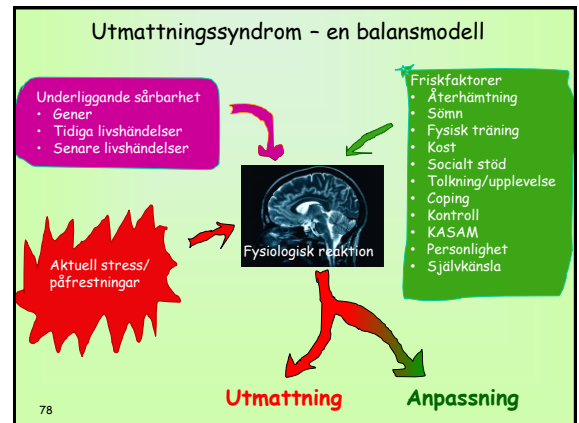 Utmattningssyndrom – en balansmodell
Underliggande sårbarhet
• Gener
• Tidiga livshändelser
• Senare livshändelser
Friskfaktorer
• Återhämtning
• Sömn
• Fysisk träning
• Kost
• Socialt stöd
• Tolkning/upplevelse
• Coping
• Kontroll
• KASAM
• Personlighet
• Självkänsla
Aktuell stress/
påfrestningar
Fysiologisk reaktion
Utmattning
Anpassning
78